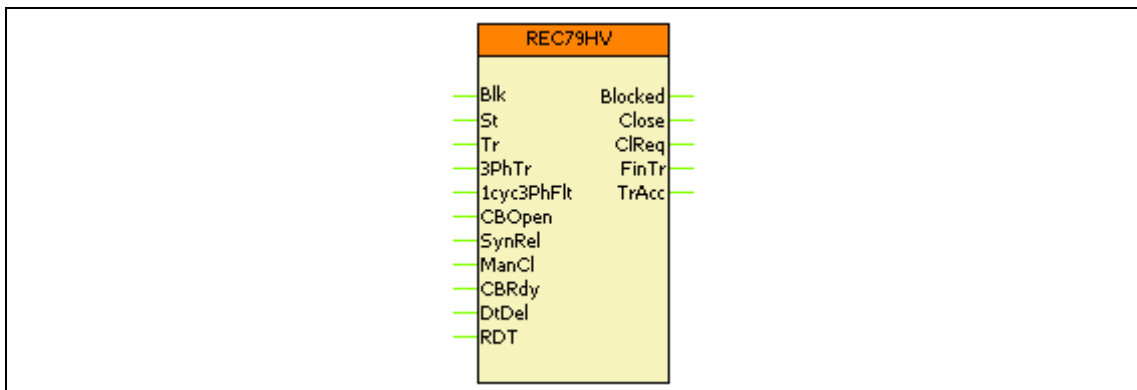 REC79HV
Blk Blocked
St Close
Tr ClReq
3PhTr FinTr
1cyc3PhFlt TrAcc
CBOpen
SynRel
ManCl
CBRdy
DtDel
RDT